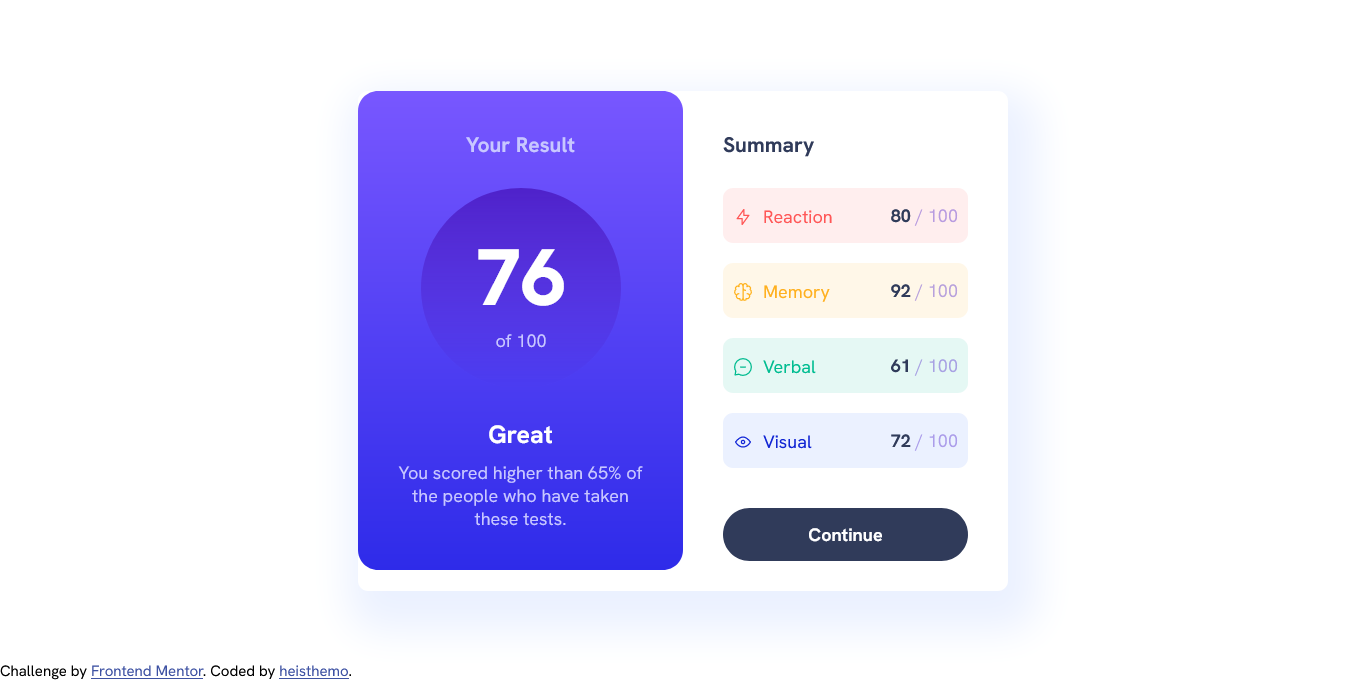 Your Result
76
of 100
Great
You scored higher than 65% of
the people who have taken
these tests.
Summary
Reaction 80 / 100
Memory 92 / 100
Verbal 61 / 100
Visual 72 / 100
Continue
Challenge by Frontend Mentor. Coded by heisthemo.